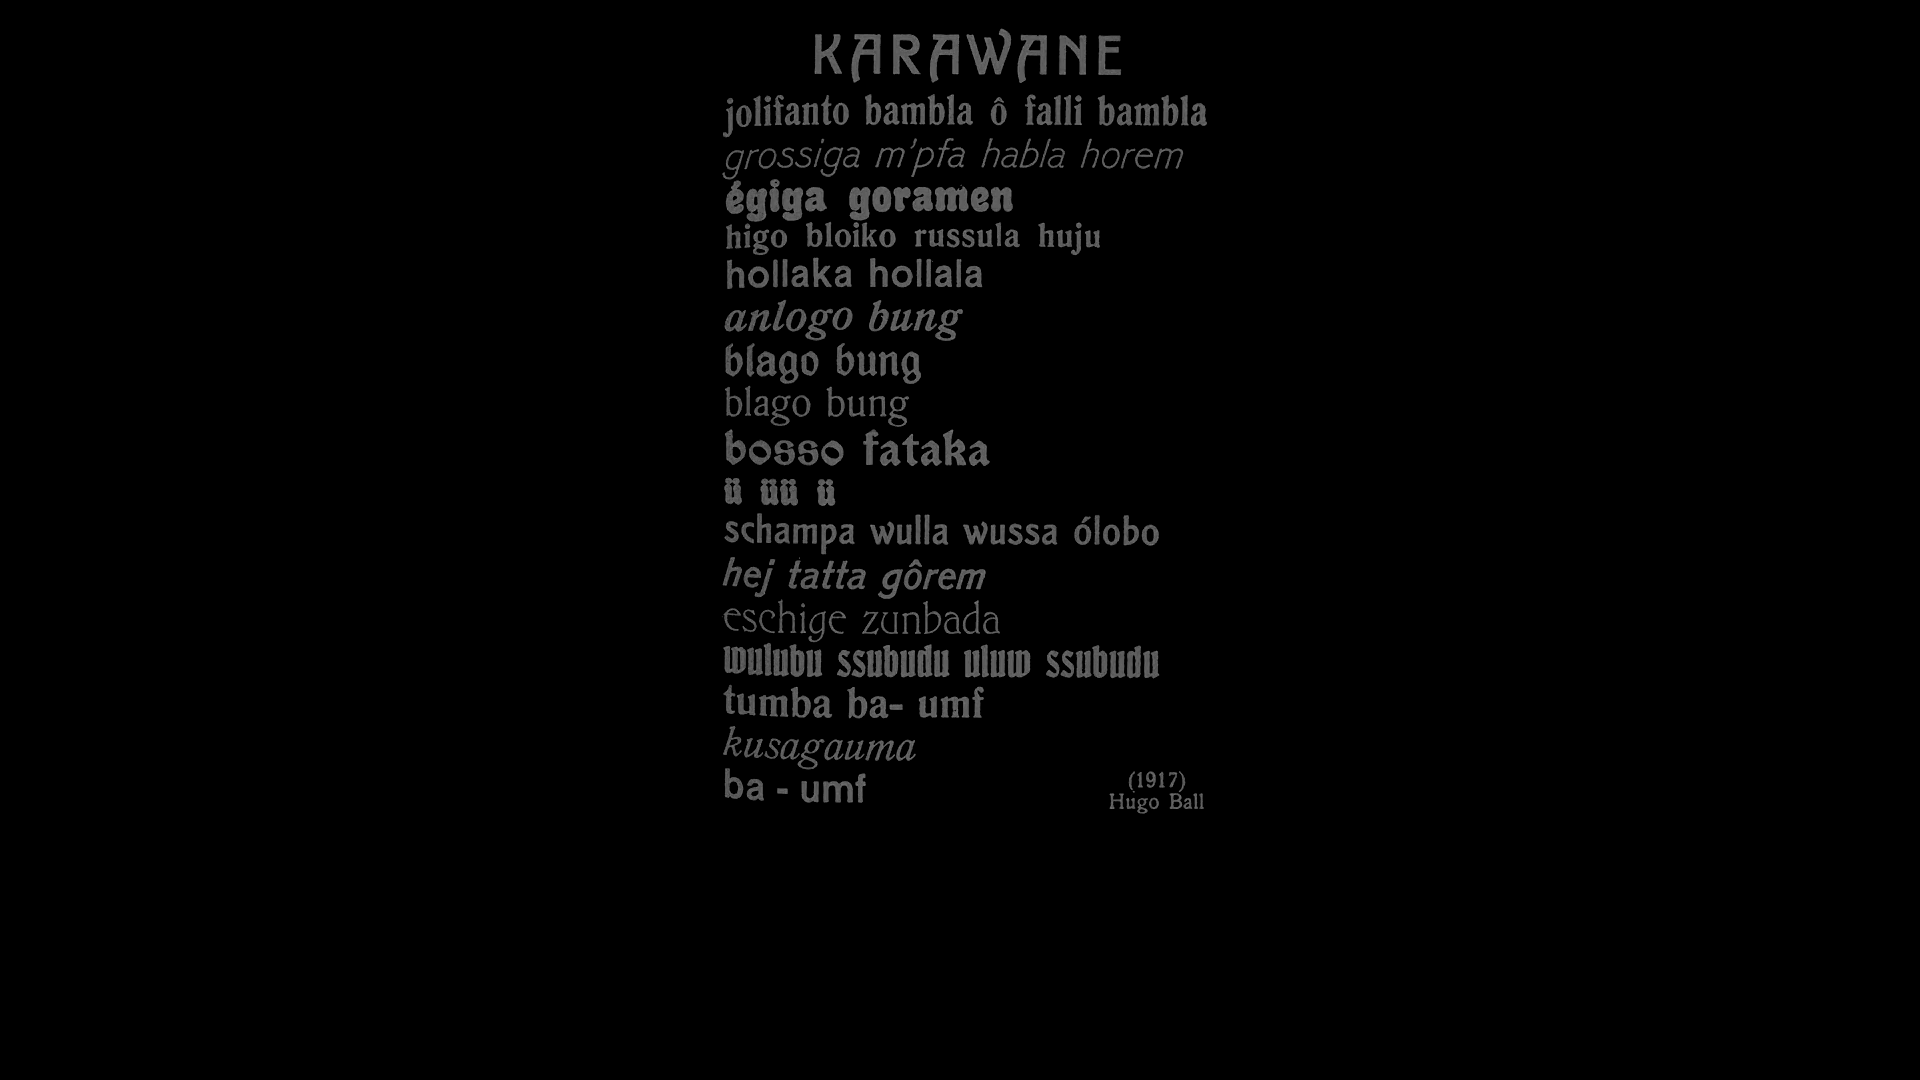 KARAWANE
jolifanto bambla ô falli bambla
grossiga m'pfa habla horem
égiga goramen
higo bloiko russula huju
hollaka hollala
anlogo bung
blago bung
blago bung
bosso fataka
ü üü ü
schampa wulla wussa ólobo
hej tatta gôrem
eschige zunbada
wulubu ssubudu uluw ssubudu
tumba ba- umf
kusagauma
ba - umf
(1917)
Hugo Ball